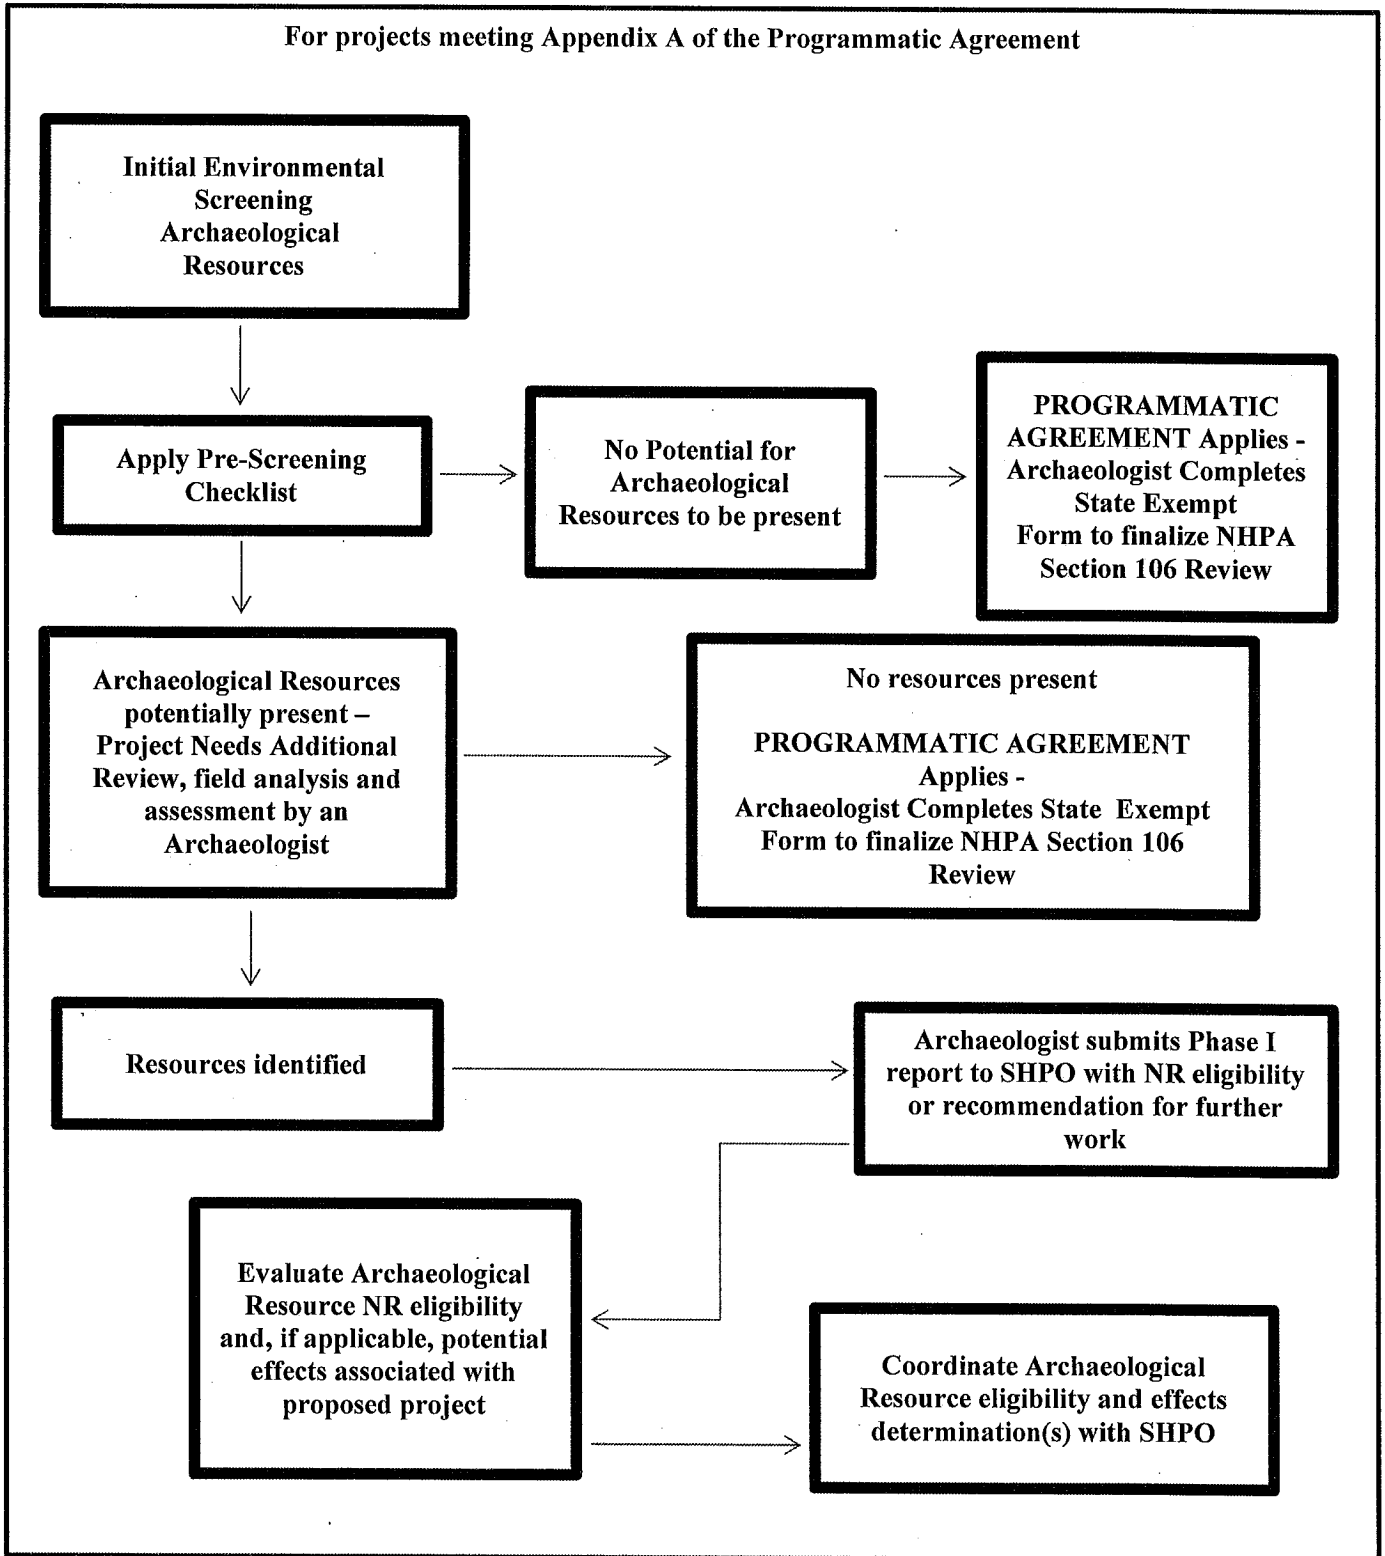 For projects meeting Appendix A of the Programmatic Agreement
Initial Environmental
Screening
Archaeological
Resources
Apply Pre-Screening
Checklist
No Potential for
Archaeological
Resources to be present
PROGRAMMATIC
AGREEMENT Applies -
Archaeologist Completes
State Exempt
Form to finalize NHPA
Section 106 Review
Archaeological Resources
potentially present –
Project Needs Additional
Review, field analysis and
assessment by an
Archaeologist
No resources present
PROGRAMMATIC AGREEMENT
Applies -
Archaeologist Completes State Exempt
Form to finalize NHPA Section 106
Review
Resources identified
Archaeologist submits Phase I
report to SHPO with NR eligibility
or recommendation for further
work
Evaluate Archaeological
Resource NR eligibility
and, if applicable, potential
effects associated with
proposed project
Coordinate Archaeological
Resource eligibility and effects
determination(s) with SHPO